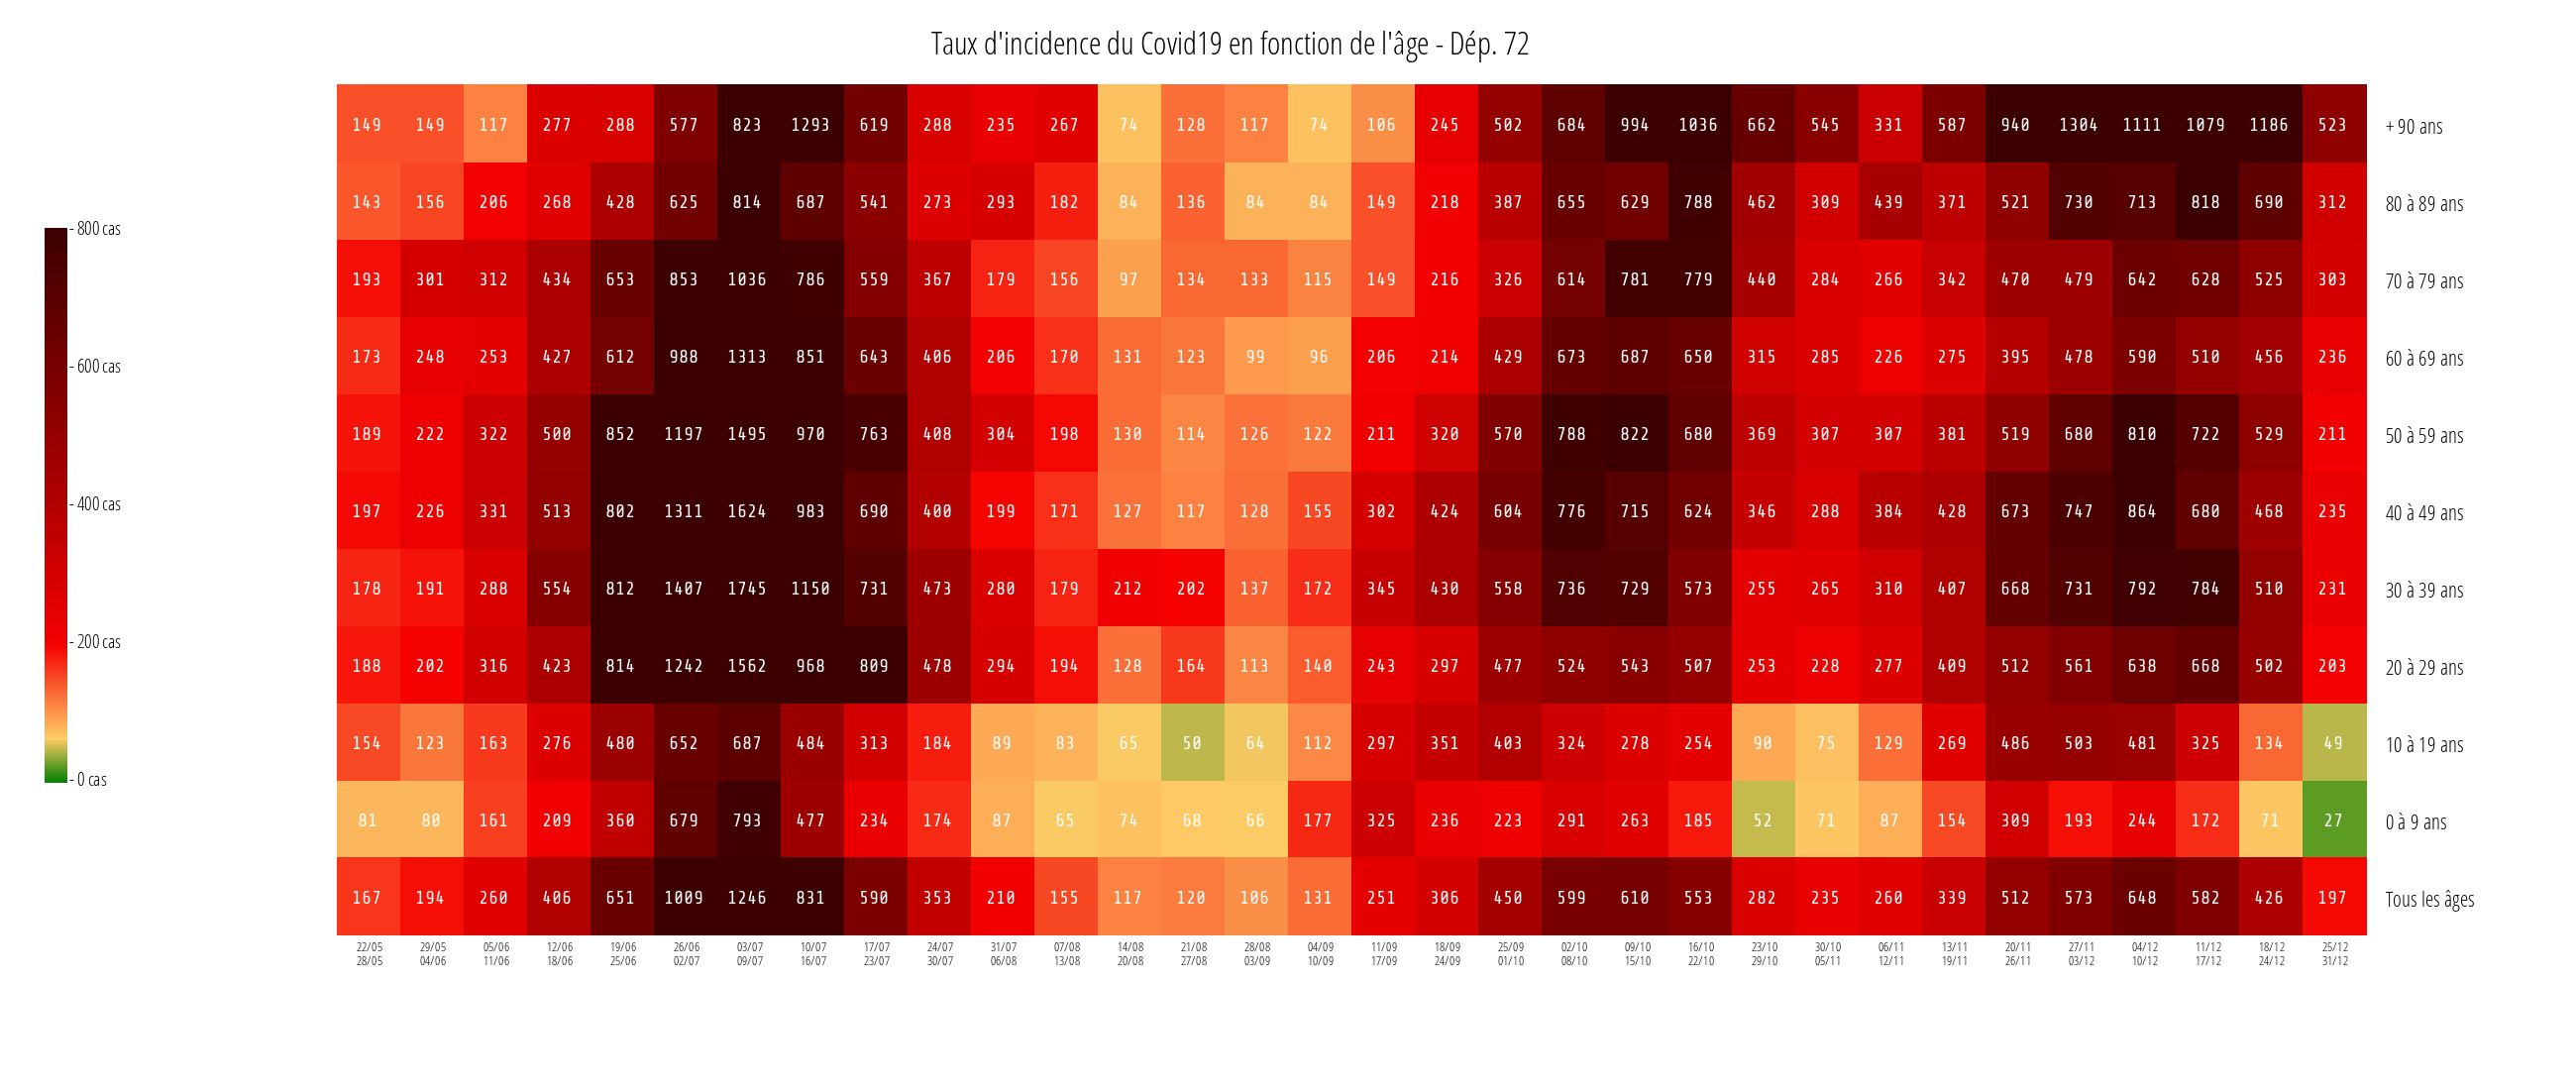 Taux d'incidence du Covid19 en fonction de l'âge - Dép. 72
- 800 cas
- 600 cas
- 400 cas
- 200 cas
- 0 cas
149 149 117 277 288 577 823 1293 619 288 235 267 74 128 117 74 106 245 502 684 994 1036 662 545 331 587 940 1304 1111 1079 1186 523 + 90 ans
143 156 206 268 428 625 814 687 541 273 293 182 84 136 84 84 149 218 387 655 629 788 462 309 439 371 521 730 713 818 690 312 80 à 89 ans
193 301 312 434 653 853 1036 786 559 367 179 156 97 134 133 115 149 216 326 614 781 779 440 284 266 342 470 479 642 628 525 303 70 à 79 ans
173 248 253 427 612 988 1313 851 643 406 206 170 131 123 99 96 206 214 429 673 687 650 315 285 226 275 395 478 590 510 456 236 60 à 69 ans
189 222 322 500 852 1197 1495 970 763 408 304 198 130 114 126 122 211 320 570 788 822 680 369 307 307 381 519 680 810 722 529 211 50 à 59 ans
197 226 331 513 802 1311 1624 983 690 400 199 171 127 117 128 155 302 424 604 776 715 624 346 288 384 428 673 747 864 680 468 235 40 à 49 ans
178 191 288 554 812 1407 1745 1150 731 473 280 179 212 202 137 172 345 430 558 736 729 573 255 265 310 407 668 731 792 784 510 231 30 à 39 ans
188 202 316 423 814 1242 1562 968 809 478 294 194 128 164 113 140 243 297 477 524 543 507 253 228 277 409 512 561 638 668 502 203 20 à 29 ans
154 123 163 276 480 652 687 484 313 184 89 83 65 50 64 112 297 351 403 324 278 254 90 75 129 269 486 503 481 325 134 49 10 à 19 ans
81 80 161 209 360 679 793 477 234 174 87 65 74 68 66 177 325 236 223 291 263 185 52 71 87 154 309 193 244 172 71 27 0 à 9 ans
167 194 260 406 651 1009 1246 831 590 353 210 155 117 120 106 131 251 306 450 599 610 553 282 235 260 339 512 573 648 582 426 197 Tous les âges
22/05 29/05 05/06 12/06 19/06 26/06 03/07 10/07 17/07 24/07 31/07 07/08 14/08 21/08 28/08 04/09 11/09 18/09 25/09 02/10 09/10 16/10 23/10 30/10 06/11 13/11 20/11 27/11 04/12 11/12 18/12 25/12
28/05 04/06 11/06 18/06 25/06 02/07 09/07 16/07 23/07 30/07 06/08 13/08 20/08 27/08 03/09 10/09 17/09 24/09 01/10 08/10 15/10 22/10 29/10 05/11 12/11 19/11 26/11 03/12 10/12 17/12 24/12 31/12